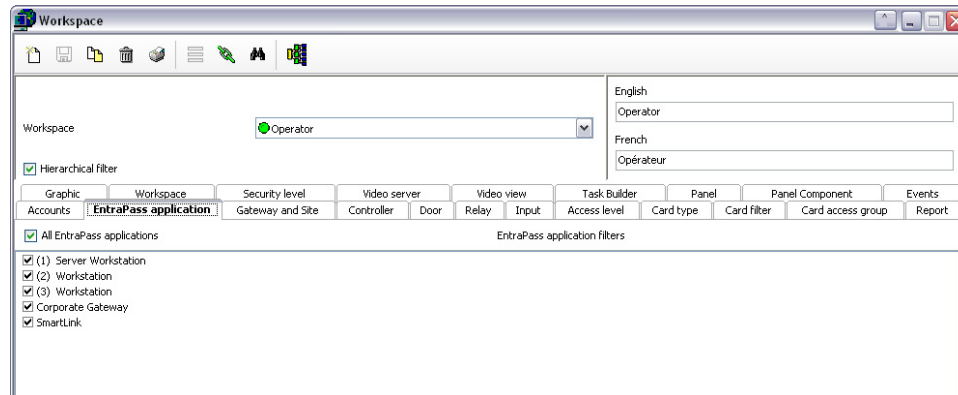 Workspace
English
Operator
Workspace
Operator
French
Opérateur
Hierarchical filter
Graphic Workspace Security level Video server Video view Task Builder Panel Panel Component Events
Accounts EntraPass application Gateway and Site Controller Door Relay Input Access level Card type Card filter Card access group Report
All EntraPass applications EntraPass application filters
(1) Server Workstation
(2) Workstation
(3) Workstation
Corporate Gateway
SmartLink